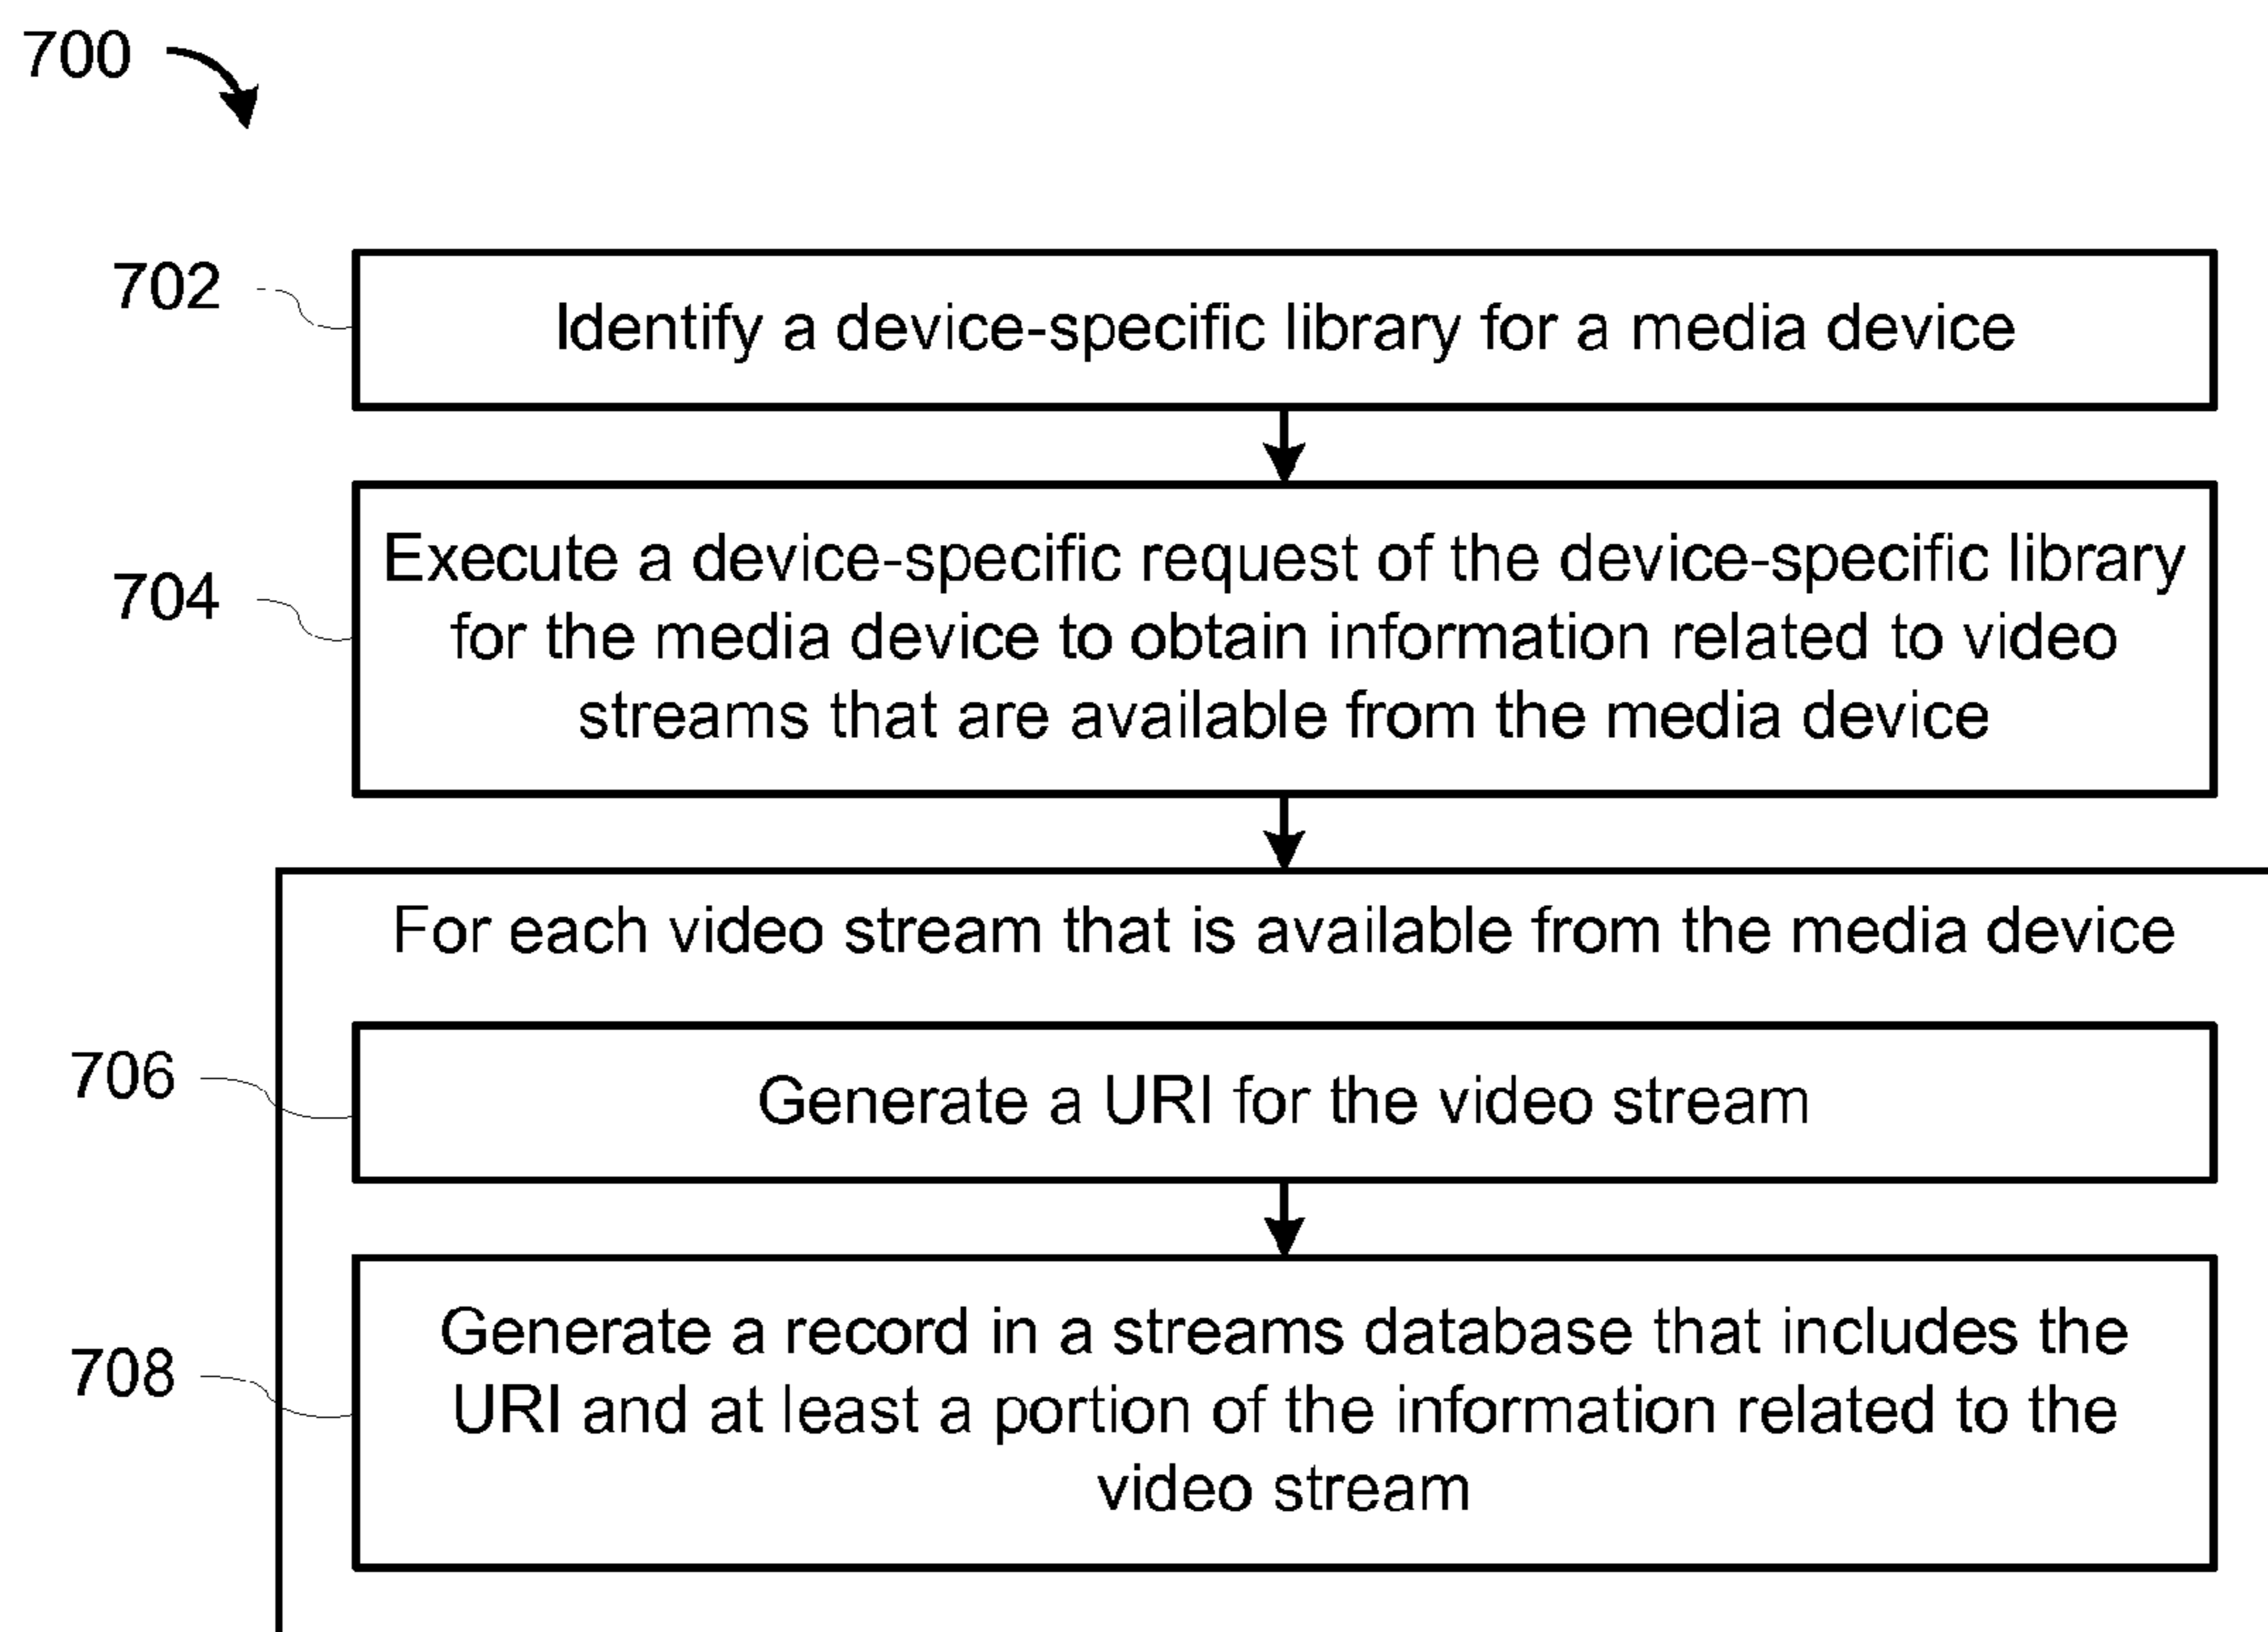 700
702
Identify a device-specific library for a media device
704
Execute a device-specific request of the device-specific library
for the media device to obtain information related to video
streams that are available from the media device
For each video stream that is available from the media device
706
Generate a URI for the video stream
708
Generate a record in a streams database that includes the
URI and at least a portion of the information related to the
video stream